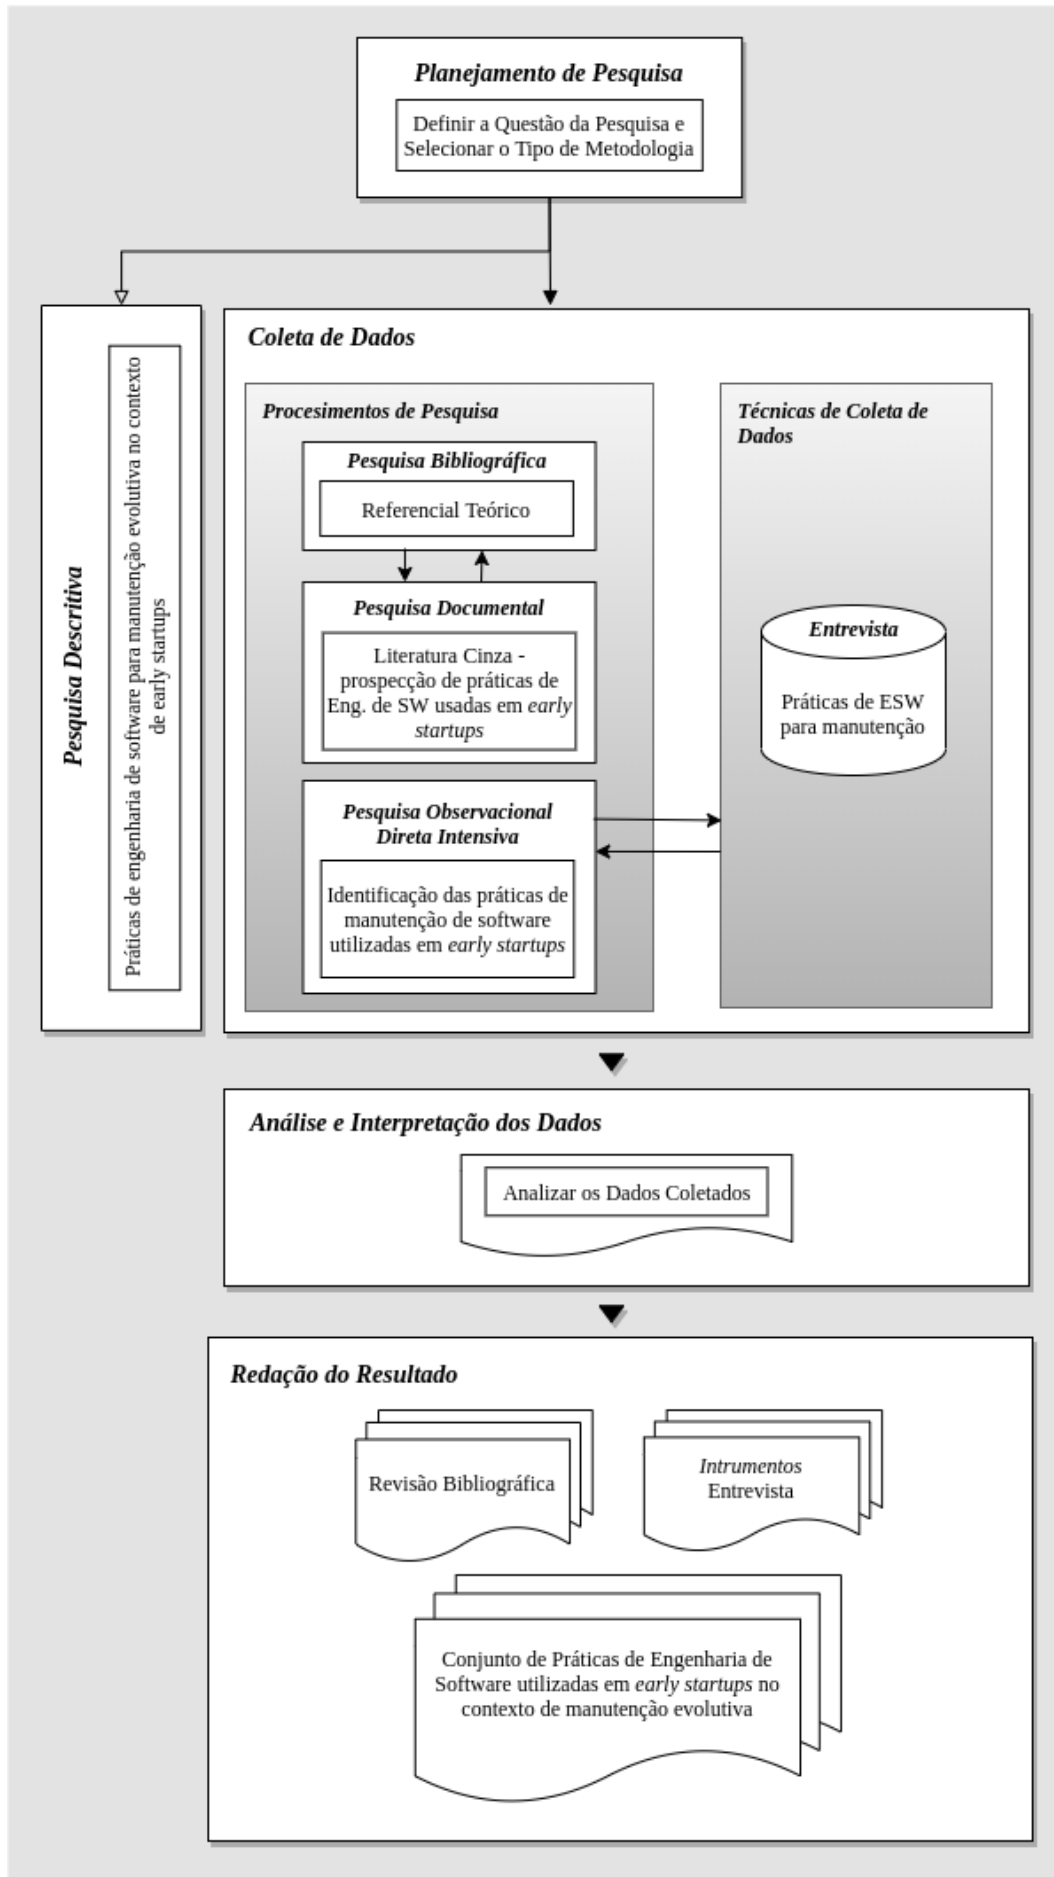 Planejamento de Pesquisa
Definir a Questão da Pesquisa e
Selecionar o Tipo de Metodologia
Pesquisa Descritiva
Práticas de engenharia de software para manutenção evolutiva no contexto
de early startups
Coleta de Dados
Procesimentos de Pesquisa
Pesquisa Bibliográfica
Referencial Teórico
Pesquisa Documental
Literatura Cinza -
prospecção de práticas de
Eng. de SW usadas em early
startups
Pesquisa Observacional
Direta Intensiva
Identificação das práticas de
manutenção de software
utilizadas em early startups
Técnicas de Coleta de
Dados
Entrevista
Práticas de ESW
para manutenção
Análise e Interpretação dos Dados
Analizar os Dados Coletados
Redação do Resultado
Revisão Bibliográfica
Intrumentos
Entrevista
Conjunto de Práticas de Engenharia de
Software utilizadas em early startups no
contexto de manutenção evolutiva